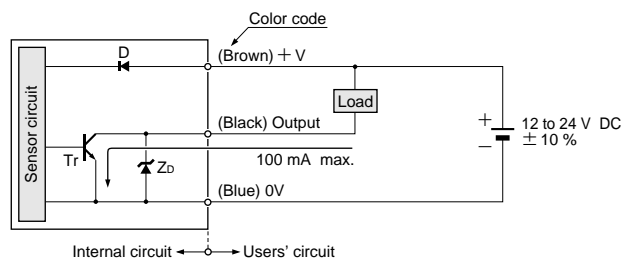 Color code
D
(Brown) +V
Sensor circuit
Load
(Black) Output
+
−
12 to 24 V DC
± 10 %
Tr
ZD
100 mA max.
(Blue) 0V
Internal circuit
Users' circuit